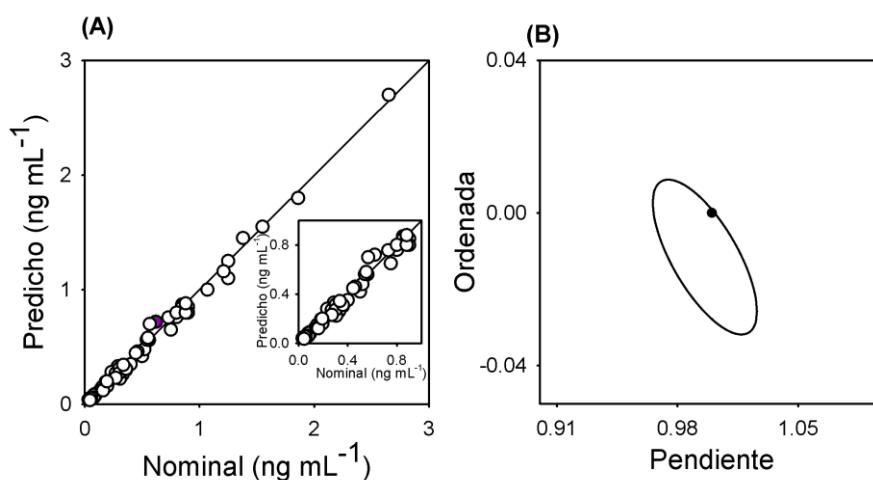 (A)
3
2
1
0
Predicho (ng mL⁻¹)
0 1 2 3
Nominal (ng mL⁻¹)
0.8
0.4
0.0
Predicho (ng mL⁻¹)
0.0 0.4 0.8
Nominal (ng mL⁻¹)
(B)
0.04
0.00
-0.04
Ordenada
0.91 0.98 1.05
Pendiente